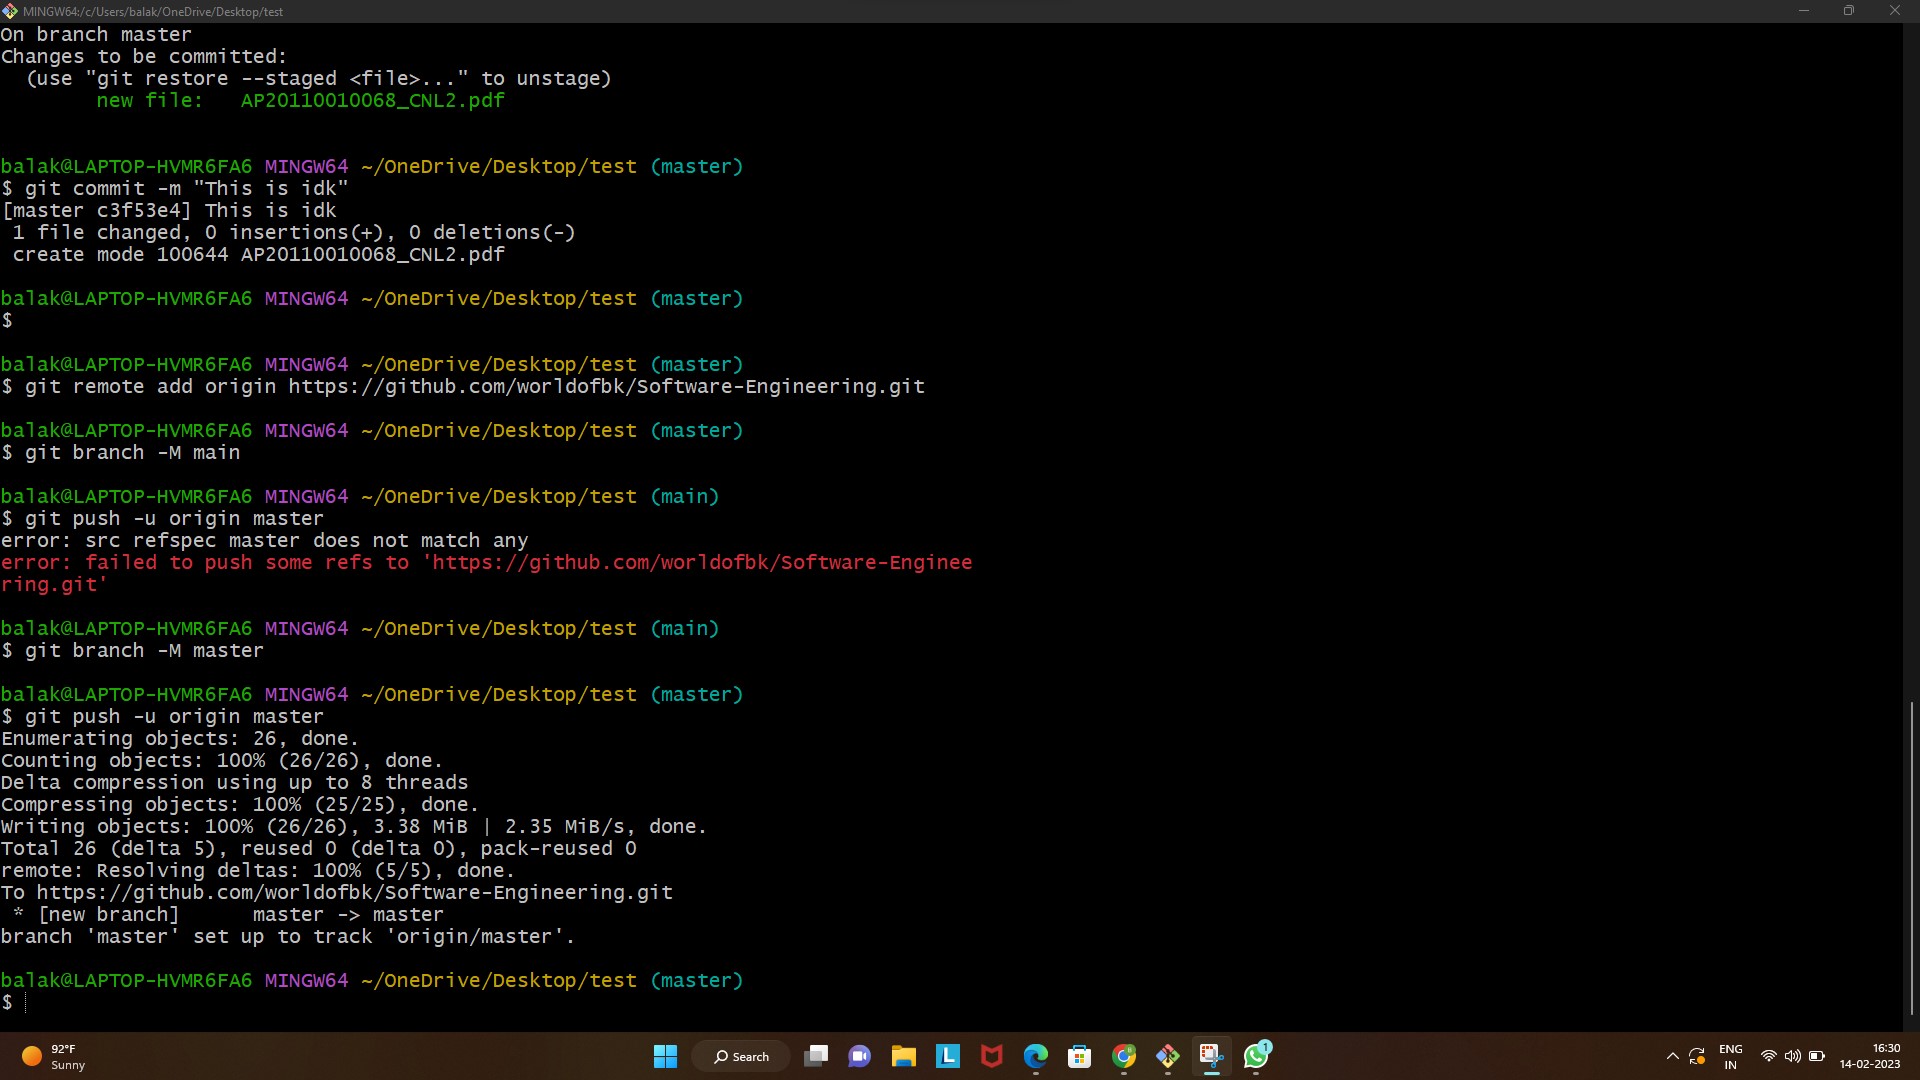 MINGW64:/c/Users/balak/OneDrive/Desktop/test
On branch master
Changes to be committed:
  (use "git restore --staged <file>..." to unstage)
        new file:   AP20110010068_CNL2.pdf
balak@LAPTOP-HVMR6FA6 MINGW64 ~/OneDrive/Desktop/test (master)
$ git commit -m "This is idk"
[master c3f53e4] This is idk
 1 file changed, 0 insertions(+), 0 deletions(-)
 create mode 100644 AP20110010068_CNL2.pdf
balak@LAPTOP-HVMR6FA6 MINGW64 ~/OneDrive/Desktop/test (master)
$
balak@LAPTOP-HVMR6FA6 MINGW64 ~/OneDrive/Desktop/test (master)
$ git remote add origin https://github.com/worldofbk/Software-Engineering.git
balak@LAPTOP-HVMR6FA6 MINGW64 ~/OneDrive/Desktop/test (master)
$ git branch -M main
balak@LAPTOP-HVMR6FA6 MINGW64 ~/OneDrive/Desktop/test (main)
$ git push -u origin master
error: src refspec master does not match any
error: failed to push some refs to 'https://github.com/worldofbk/Software-Enginee
ring.git'
balak@LAPTOP-HVMR6FA6 MINGW64 ~/OneDrive/Desktop/test (main)
$ git branch -M master
balak@LAPTOP-HVMR6FA6 MINGW64 ~/OneDrive/Desktop/test (master)
$ git push -u origin master
Enumerating objects: 26, done.
Counting objects: 100% (26/26), done.
Delta compression using up to 8 threads
Compressing objects: 100% (25/25), done.
Writing objects: 100% (26/26), 3.38 MiB | 2.35 MiB/s, done.
Total 26 (delta 5), reused 0 (delta 0), pack-reused 0
remote: Resolving deltas: 100% (5/5), done.
To https://github.com/worldofbk/Software-Engineering.git
 * [new branch]      master -> master
branch 'master' set up to track 'origin/master'.
balak@LAPTOP-HVMR6FA6 MINGW64 ~/OneDrive/Desktop/test (master)
$
92°F
Sunny
Search
L
1
ENG
IN
16:30
14-02-2023